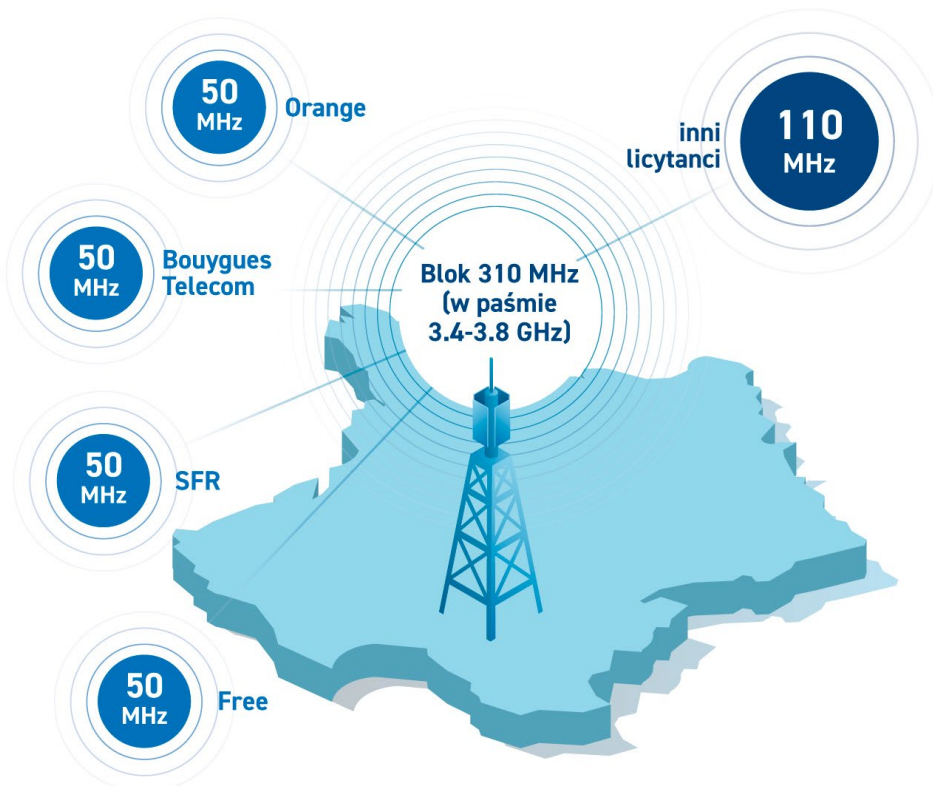 50
MHz
Orange
110
MHz
inni
licytanci
50
MHz
Bouygues
Telecom
Blok 310 MHz
(w paśmie
3.4-3.8 GHz)
50
MHz
SFR
50
MHz
Free